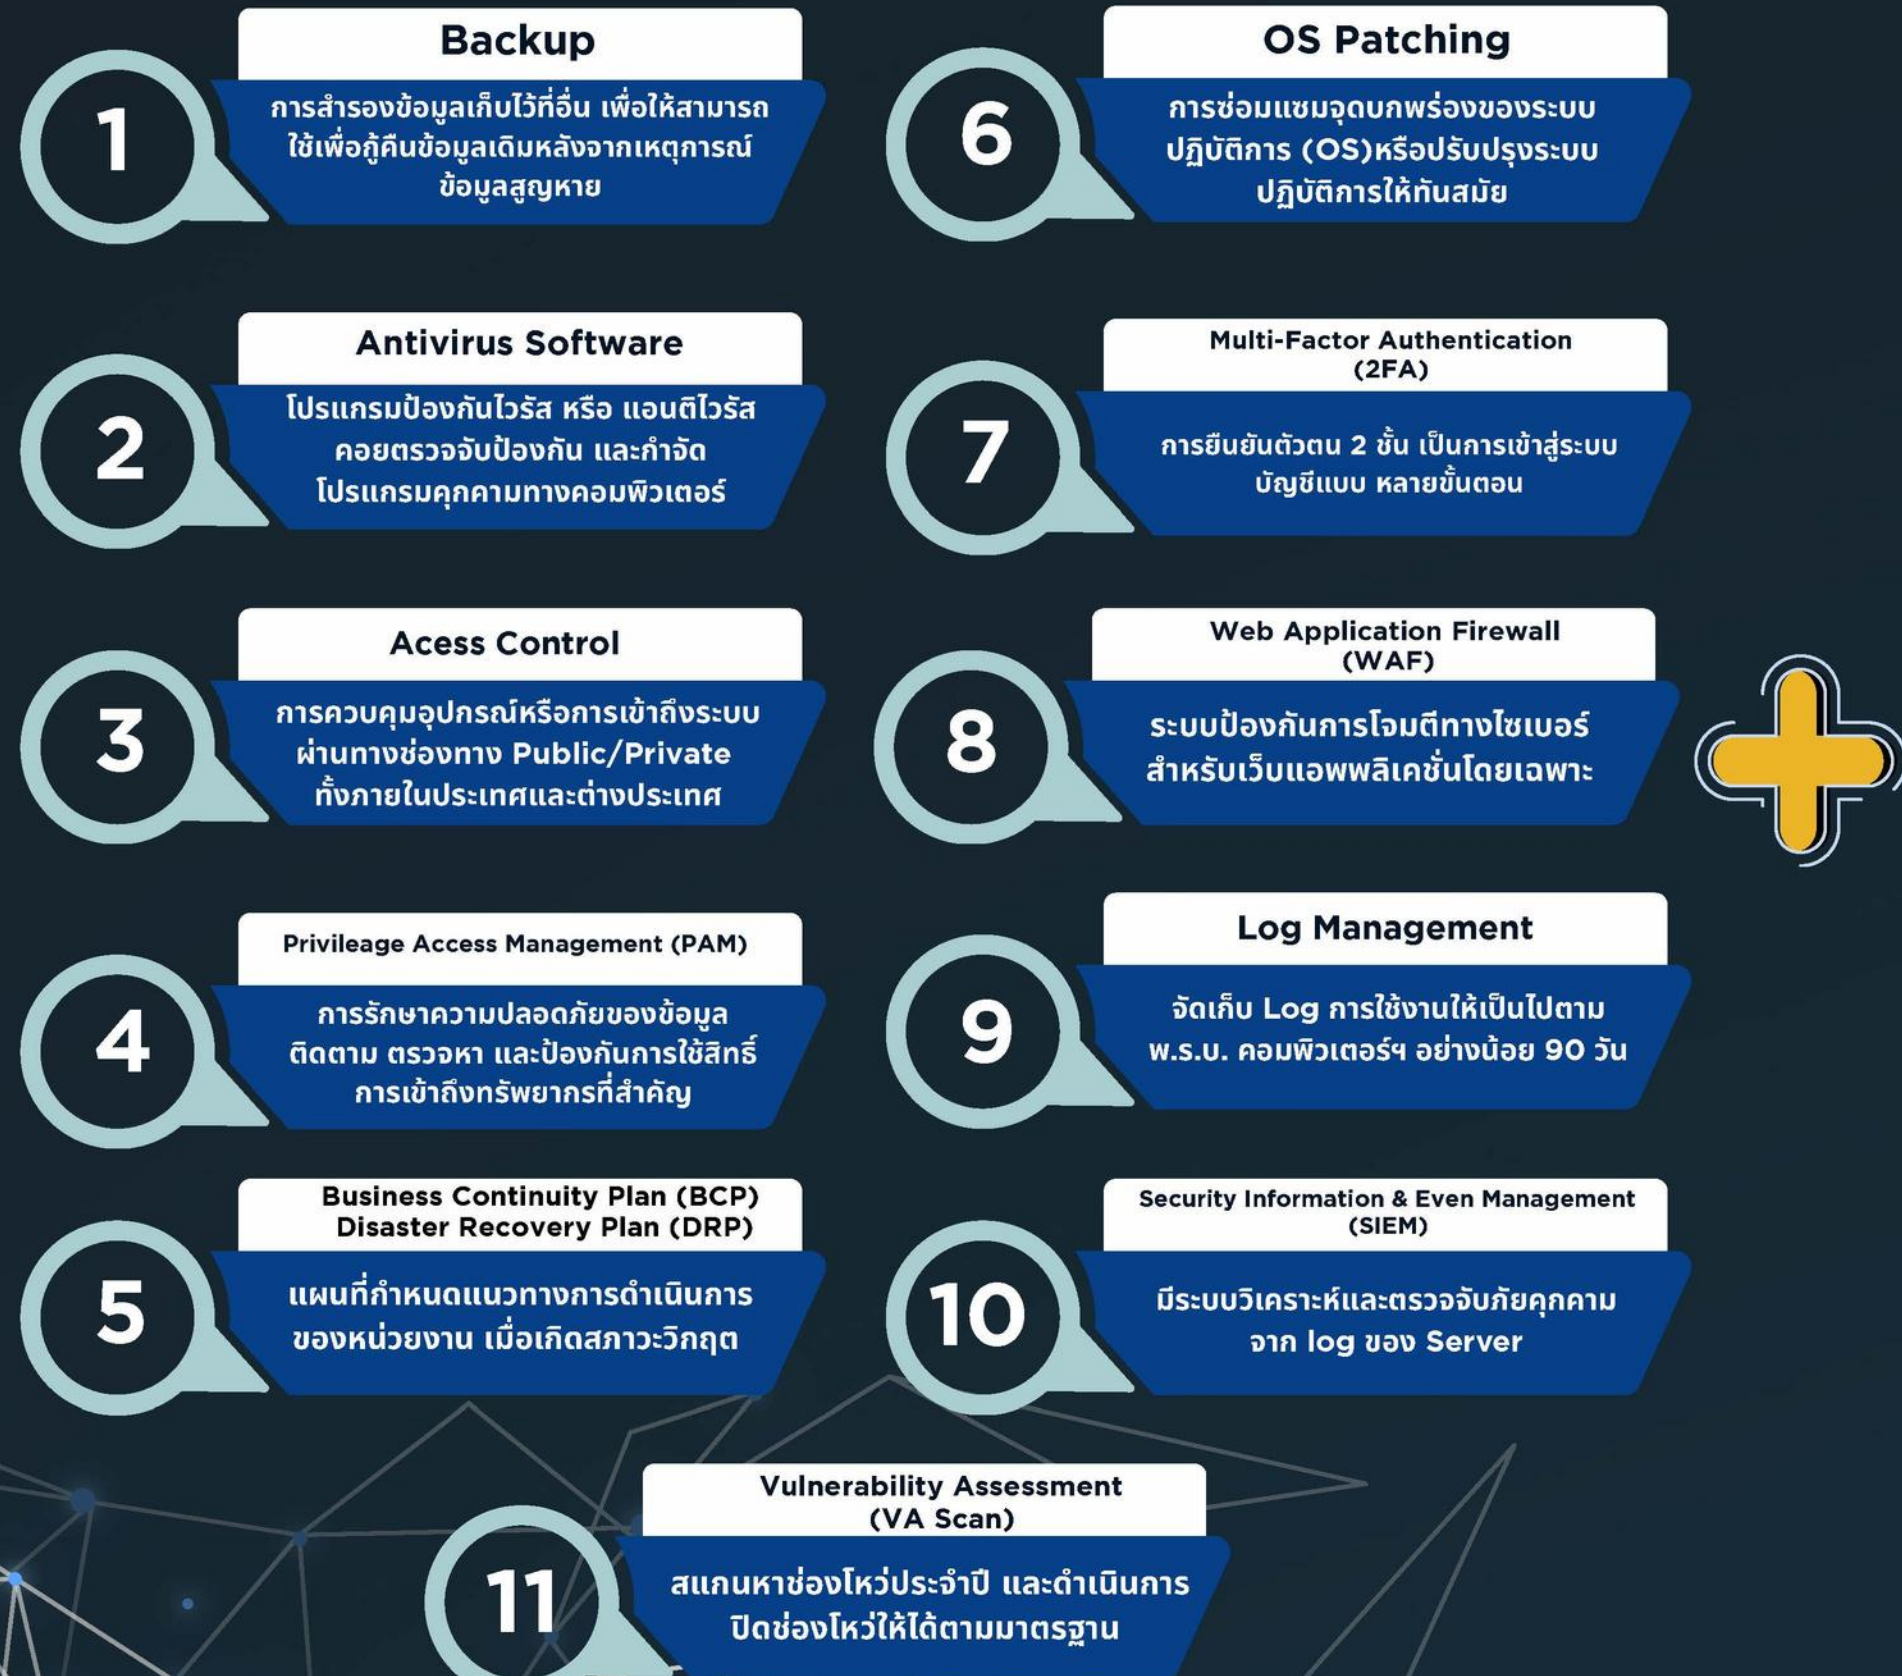 1
Backup
การสำรองข้อมูลเก็บไว้ที่อื่น เพื่อให้สามารถ
ใช้เพื่อกู้คืนข้อมูลเดิมหลังจากเหตุการณ์
ข้อมูลสูญหาย
2
Antivirus Software
โปรแกรมป้องกันไวรัส หรือ แอนติไวรัส
คอยตรวจจับป้องกัน และกำจัด
โปรแกรมคุกคามทางคอมพิวเตอร์
3
Acess Control
การควบคุมอุปกรณ์หรือการเข้าถึงระบบ
ผ่านทางช่องทาง Public/Private
ทั้งภายในประเทศและต่างประเทศ
4
Privileage Access Management (PAM)
การรักษาความปลอดภัยของข้อมูล
ติดตาม ตรวจหา และป้องกันการใช้สิทธิ์
การเข้าถึงทรัพยากรที่สำคัญ
5
Business Continuity Plan (BCP)
Disaster Recovery Plan (DRP)
แผนที่กำหนดแนวทางการดำเนินการ
ของหน่วยงาน เมื่อเกิดสภาวะวิกฤต
6
OS Patching
การซ่อมแซมจุดบกพร่องของระบบ
ปฏิบัติการ (OS)หรือปรับปรุงระบบ
ปฏิบัติการให้ทันสมัย
7
Multi-Factor Authentication
(2FA)
การยืนยันตัวตน 2 ชั้น เป็นการเข้าสู่ระบบ
บัญชีแบบ หลายขั้นตอน
8
Web Application Firewall
(WAF)
ระบบป้องกันการโจมตีทางไซเบอร์
สำหรับเว็บแอพพลิเคชั่นโดยเฉพาะ
9
Log Management
จัดเก็บ Log การใช้งานให้เป็นไปตาม
พ.ร.บ. คอมพิวเตอร์ฯ อย่างน้อย 90 วัน
10
Security Information & Even Management
(SIEM)
มีระบบวิเคราะห์และตรวจจับภัยคุกคาม
จาก log ของ Server
11
Vulnerability Assessment
(VA Scan)
สแกนหาช่องโหว่ประจำปี และดำเนินการ
ปิดช่องโหว่ให้ได้ตามมาตรฐาน